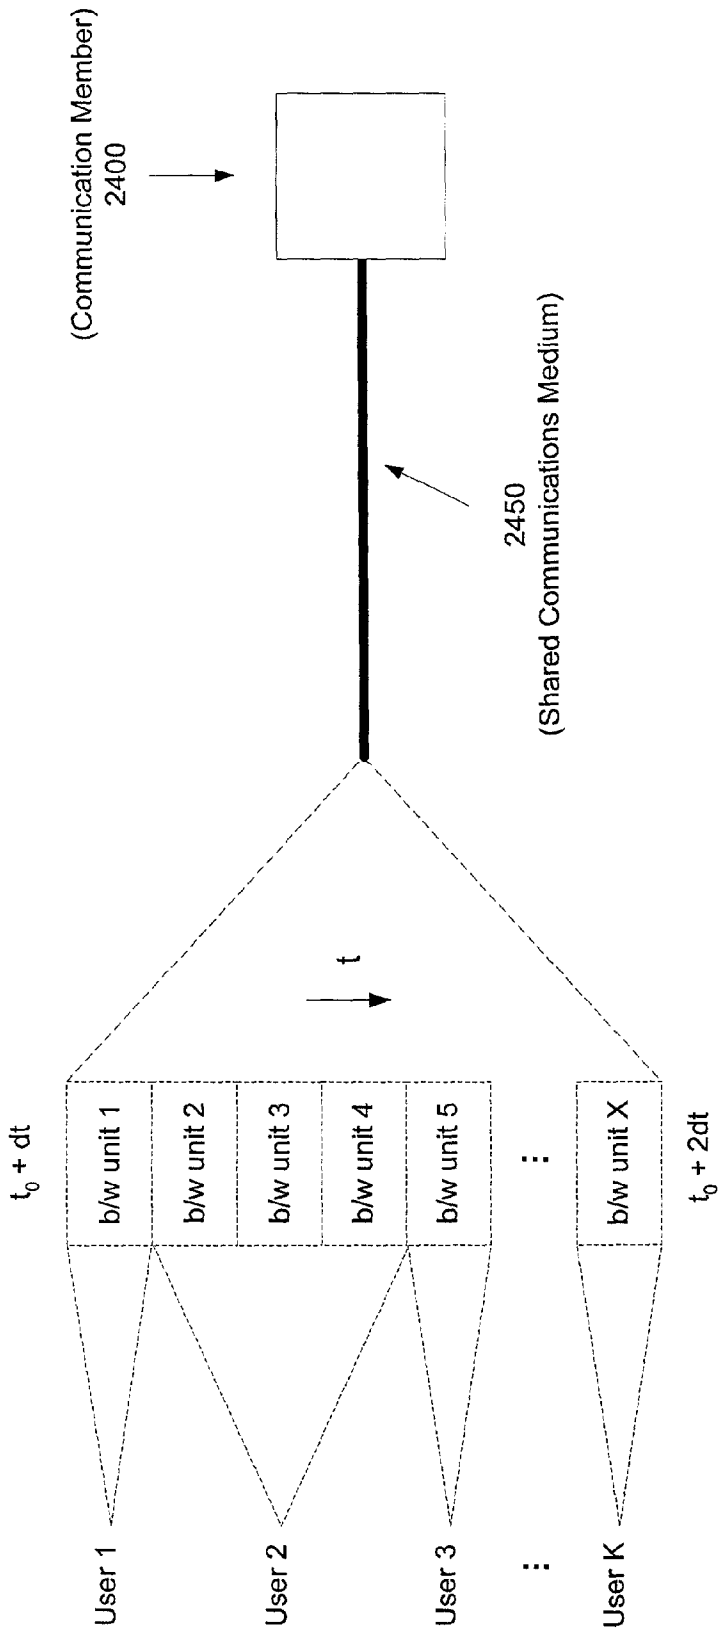 t0 + dt
User 1
b/w unit 1
User 2
b/w unit 2
b/w unit 3
b/w unit 4
User 3
b/w unit 5
...
...
User K
b/w unit X
t0 + 2dt
t
2450
(Shared Communications Medium)
(Communication Member)
2400